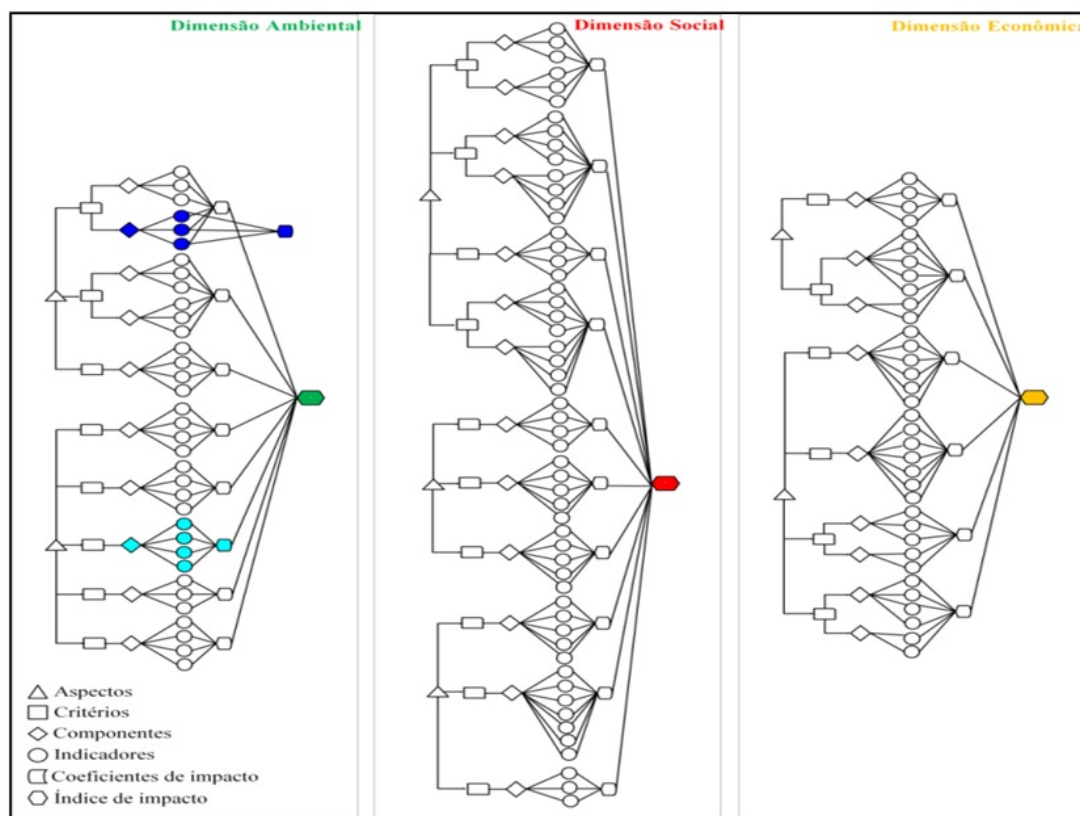 Dimensão Ambiental
Dimensão Social
Dimensão Econômica
Aspectos
Critérios
Componentes
Indicadores
Coeficientes de impacto
Índice de impacto